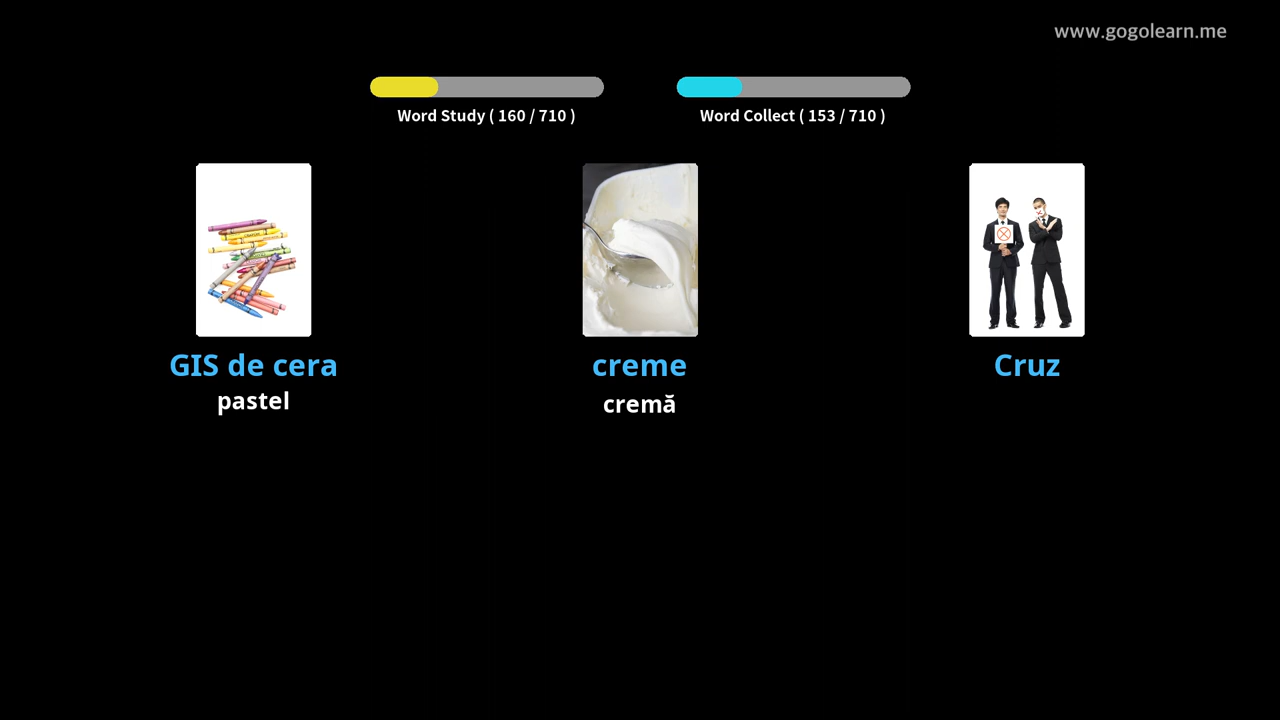 www.gogolearn.me
Word Study ( 160 / 710 )
Word Collect ( 153 / 710 )
GIS de cera
creme
Cruz
pastel
cremă